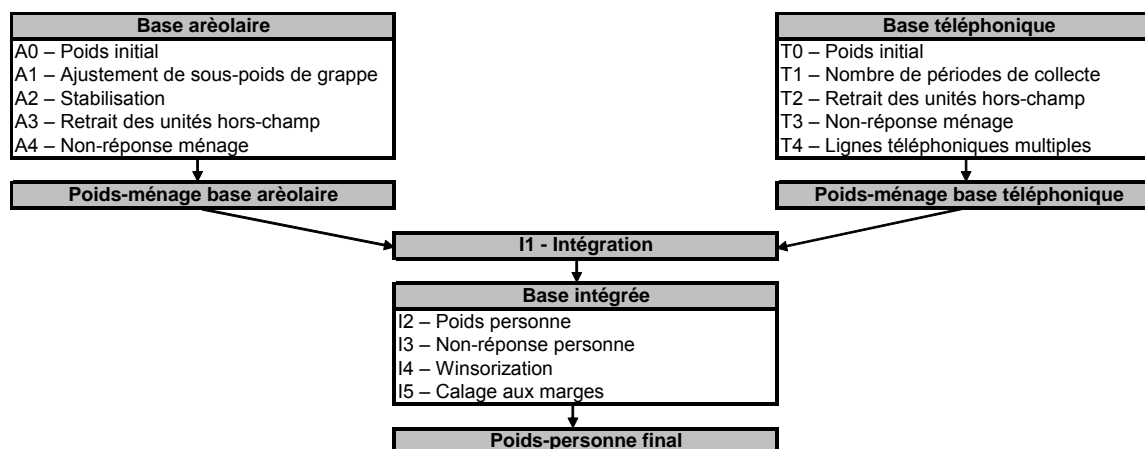 Base arèolaire
A0 – Poids initial
A1 – Ajustement de sous-poids de grappe
A2 – Stabilisation
A3 – Retrait des unités hors-champ
A4 – Non-réponse ménage
Poids-ménage base arèolaire
Base téléphonique
T0 – Poids initial
T1 – Nombre de périodes de collecte
T2 – Retrait des unités hors-champ
T3 – Non-réponse ménage
T4 – Lignes téléphoniques multiples
Poids-ménage base téléphonique
I1 - Intégration
Base intégrée
I2 – Poids personne
I3 – Non-réponse personne
I4 – Winsorization
I5 – Calage aux marges
Poids-personne final